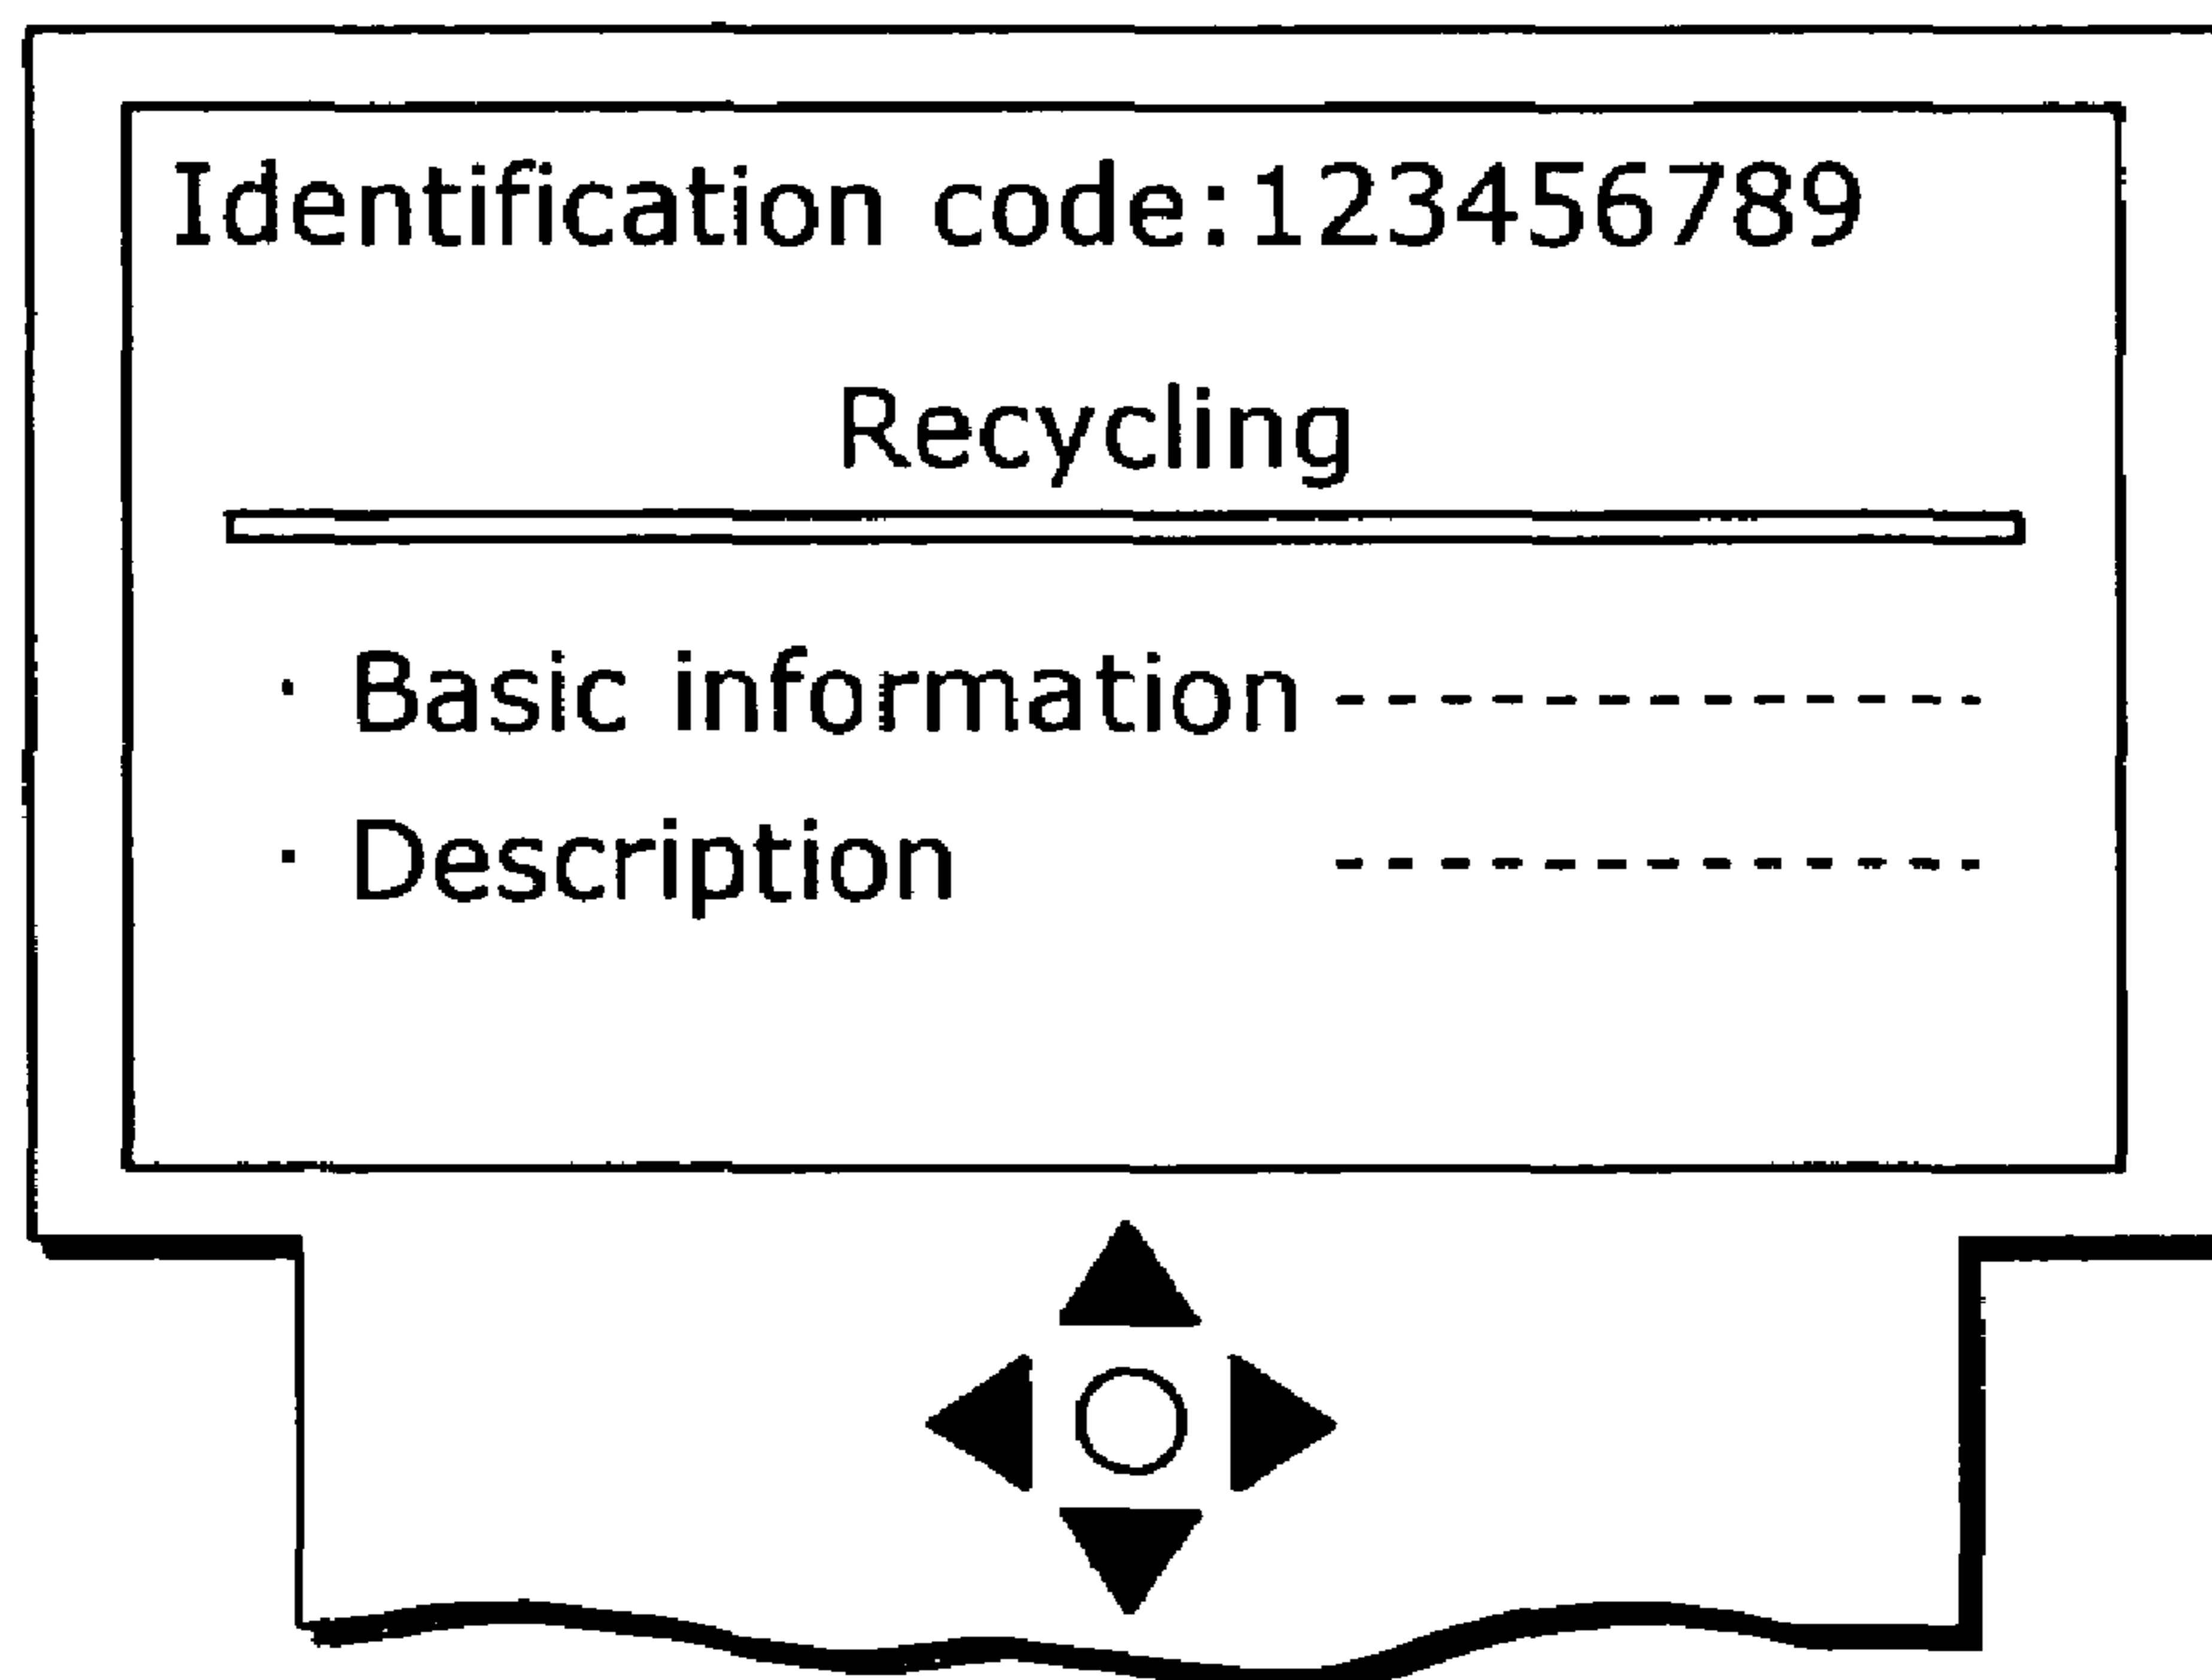 Identification code:123456789
Recycling
· Basic information - - - - - - - - - - - - -
· Description - - - - - - - - - - - - -